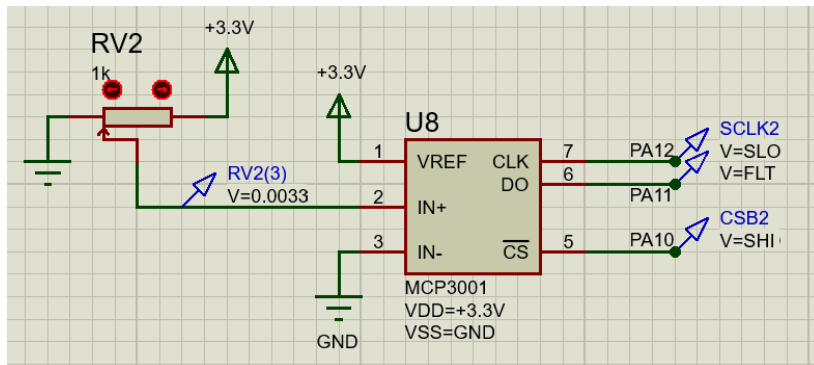 RV2
1k
+3.3V
+3.3V
RV2(3)
V=0.0033
U8
1
2
3
VREF
IN+
IN-
CLK
DO
CS
7
6
5
PA12
PA11
PA10
SCLK2
V=SLO
V=FLT
CSB2
V=SHI
MCP3001
VDD=+3.3V
VSS=GND
GND